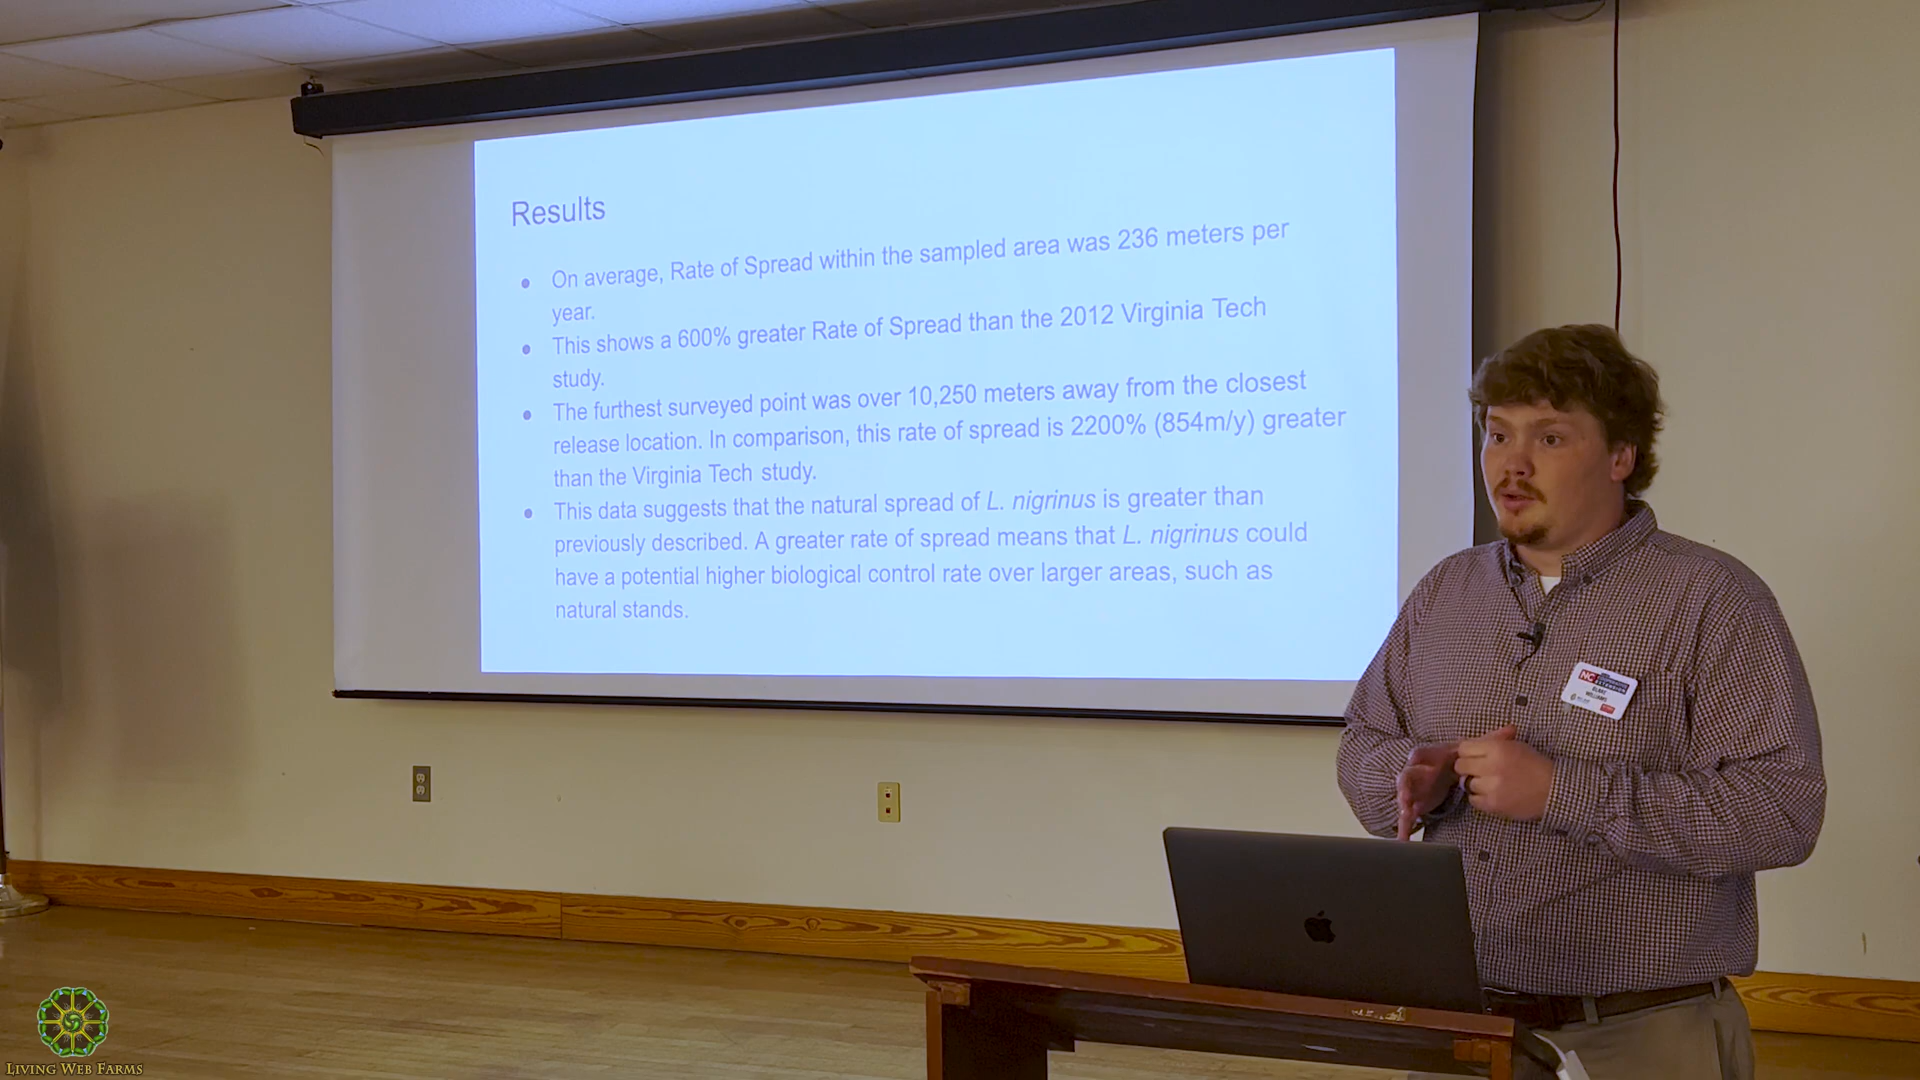 Results
• On average, Rate of Spread within the sampled area was 236 meters per
year.
• This shows a 600% greater Rate of Spread than the 2012 Virginia Tech
study.
• The furthest surveyed point was over 10,250 meters away from the closest
release location. In comparison, this rate of spread is 2200% (854m/y) greater
than the Virginia Tech study.
• This data suggests that the natural spread of L. nigrinus is greater than
previously described. A greater rate of spread means that L. nigrinus could
have a potential higher biological control rate over larger areas, such as
natural stands.
NC
EXTENSION
WILLIAMS
LIVING WEB FARMS